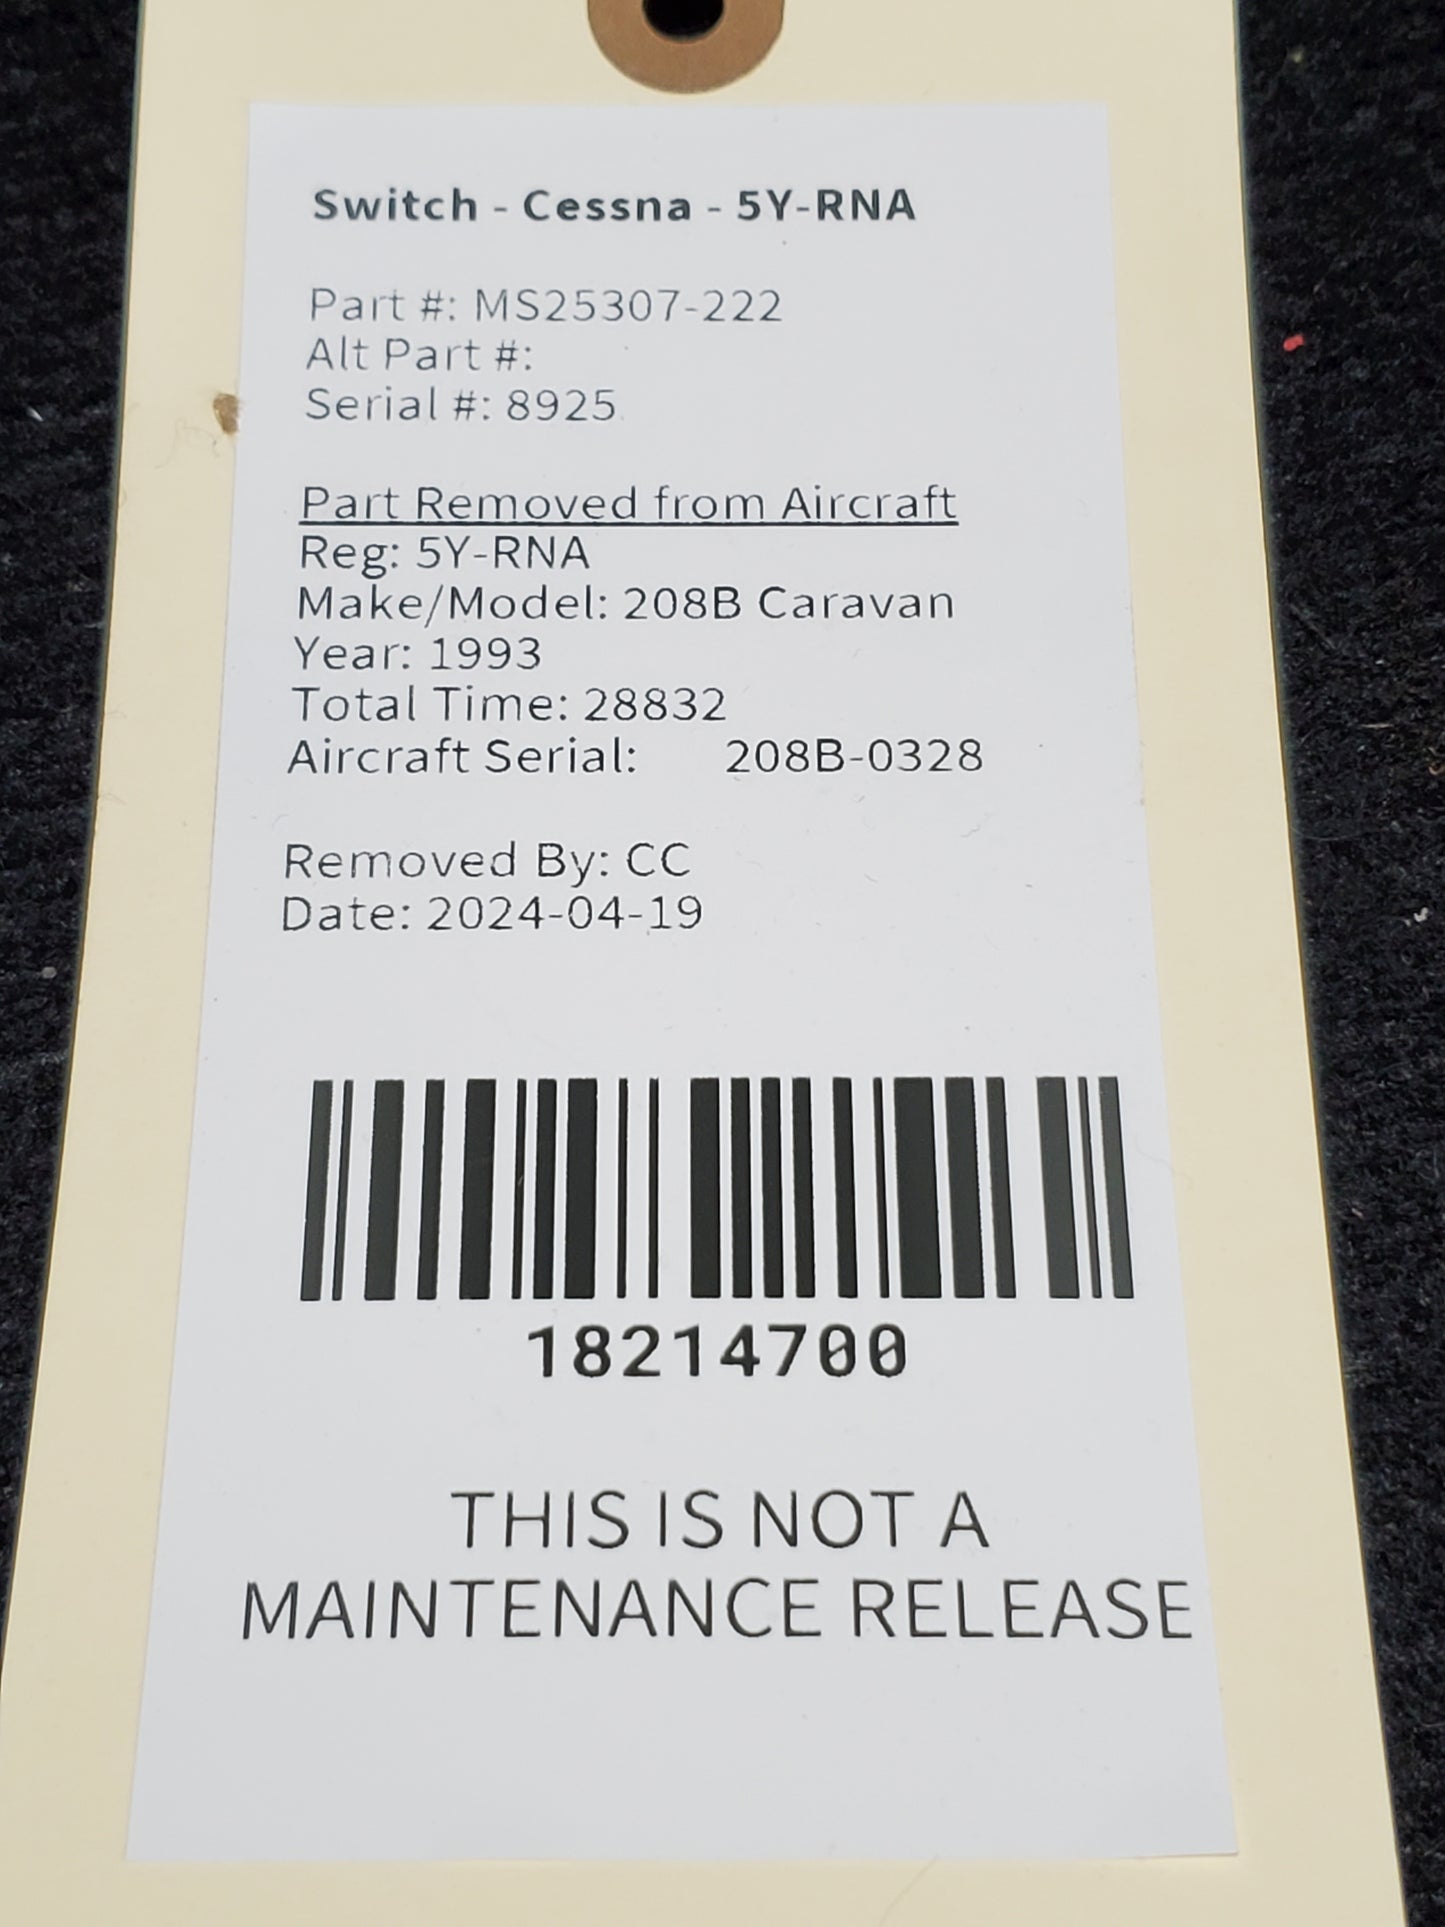 Switch - Cessna - 5Y-RNA
Part #: MS25307-222
Alt Part #:
Serial #: 8925
Part Removed from Aircraft
Reg: 5Y-RNA
Make/Model: 208B Caravan
Year: 1993
Total Time: 28832
Aircraft Serial: 208B-0328
Removed By: CC
Date: 2024-04-19
18214700
THIS IS NOT A
MAINTENANCE RELEASE